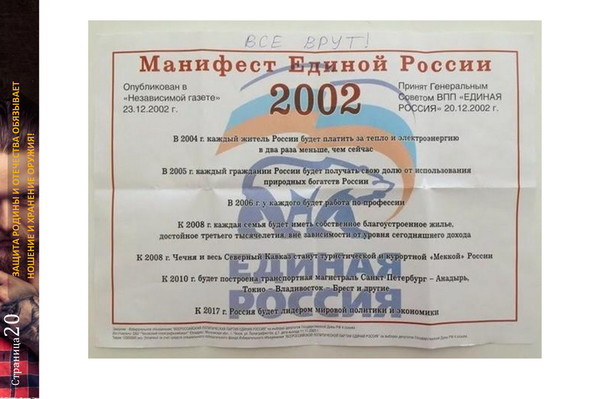 ВСЕ ВРУТ!
Манифест Единой России
Опубликован в
«Независимой газете»
23.12.2002 г.
2002
Принят Генеральным
Советом ВПП «ЕДИНАЯ
РОССИЯ» 20.12.2002 г.
В 2004 г. каждый житель России будет платить за тепло и электроэнергию
в два раза меньше, чем сейчас
В 2005 г. каждый гражданин России будет получать свою долю от использования
природных богатств России
В 2006 г. у каждого будет работа по профессии
К 2008 г. каждая семья будет иметь собственное благоустроенное жилье,
достойное третьего тысячелетия, вне зависимости от уровня сегодняшнего дохода
К 2008 г. Чечня и весь Северный Кавказ станут туристической и курортной «Меккой» России
К 2010 г. будет построена транспортная магистраль Санкт-Петербург – Анадырь,
Токио – Владивосток – Брест и другие
К 2017 г. Россия будет лидером мировой политики и экономики
ЕДИНАЯ
РОССИЯ
ЗАЩИТА РОДИНЫ И ОТЕЧЕСТВА ОБЯЗЫВАЕТ
НОШЕНИЕ И ХРАНЕНИЕ ОРУЖИЯ!
Страница 20